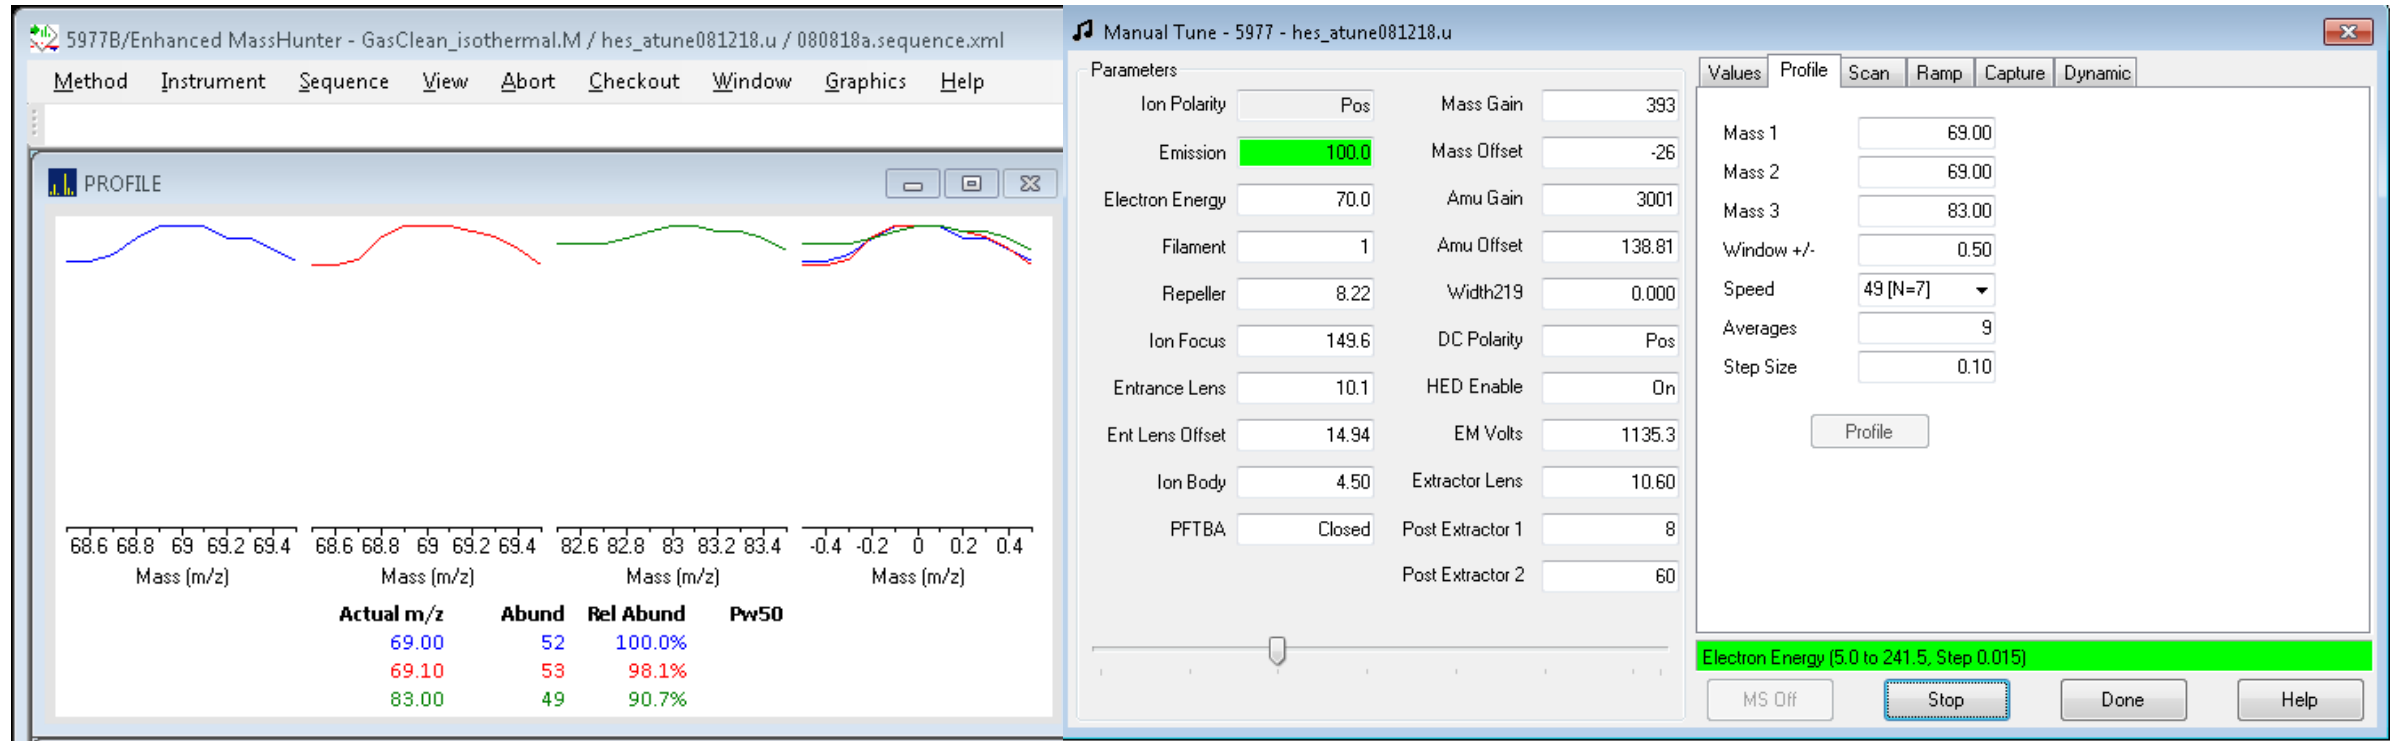 5977B/Enhanced MassHunter - GasClean_isothermal.M / hes_atune081218.u / 080818a.sequence.xml
Method Instrument Sequence View Abort Checkout Window Graphics Help
PROFILE
68.6 68.8 69 69.2 69.4 68.6 68.8 69 69.2 69.4 82.6 82.8 83 83.2 83.4 -0.4 -0.2 0 0.2 0.4
Mass (m/z) Mass (m/z) Mass (m/z) Mass (m/z)
Actual m/z Abund Rel Abund Pw50
69.00 52 100.0%
69.10 53 98.1%
83.00 49 90.7%
Manual Tune - 5977 - hes_atune081218.u
Parameters
Ion Polarity Pos Mass Gain 393
Emission 100.0 Mass Offset -26
Electron Energy 70.0 Amu Gain 3001
Filament 1 Amu Offset 138.81
Repeller 8.22 Width219 0.000
Ion Focus 149.6 DC Polarity Pos
Entrance Lens 10.1 HED Enable On
Ent Lens Offset 14.94 EM Volts 1135.3
Ion Body 4.50 Extractor Lens 10.60
PFTBA Closed Post Extractor 1 8
Post Extractor 2 60
Values Profile Scan Ramp Capture Dynamic
Mass 1 69.00
Mass 2 69.00
Mass 3 83.00
Window +/- 0.50
Speed 49 [N=7]
Averages 9
Step Size 0.10
Profile
Electron Energy (5.0 to 241.5, Step 0.015)
MS Off Stop Done Help